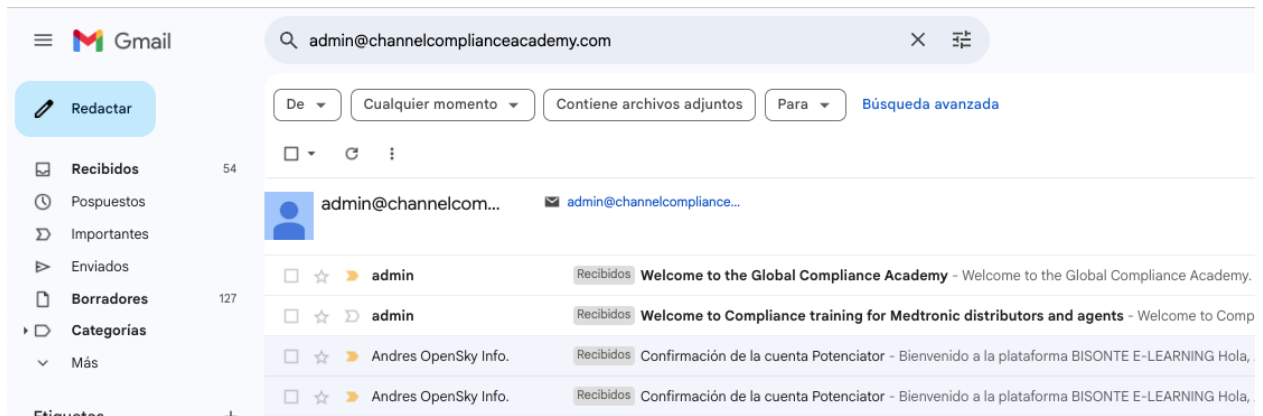 Gmail
admin@channelcomplianceacademy.com
Redactar
De
Cualquier momento
Contiene archivos adjuntos
Para
Búsqueda avanzada
Recibidos 54
Pospuestos
Importantes
Enviados
Borradores 127
Categorías
Más
Etiquetas
admin@channelcom... admin@channelcompliance...
admin Recibidos Welcome to the Global Compliance Academy - Welcome to the Global Compliance Academy.
admin Recibidos Welcome to Compliance training for Medtronic distributors and agents - Welcome to Comp
Andres OpenSky Info. Recibidos Confirmación de la cuenta Potenciator - Bienvenido a la plataforma BISONTE E-LEARNING Hola,
Andres OpenSky Info. Recibidos Confirmación de la cuenta Potenciator - Bienvenido a la plataforma BISONTE E-LEARNING Hola,